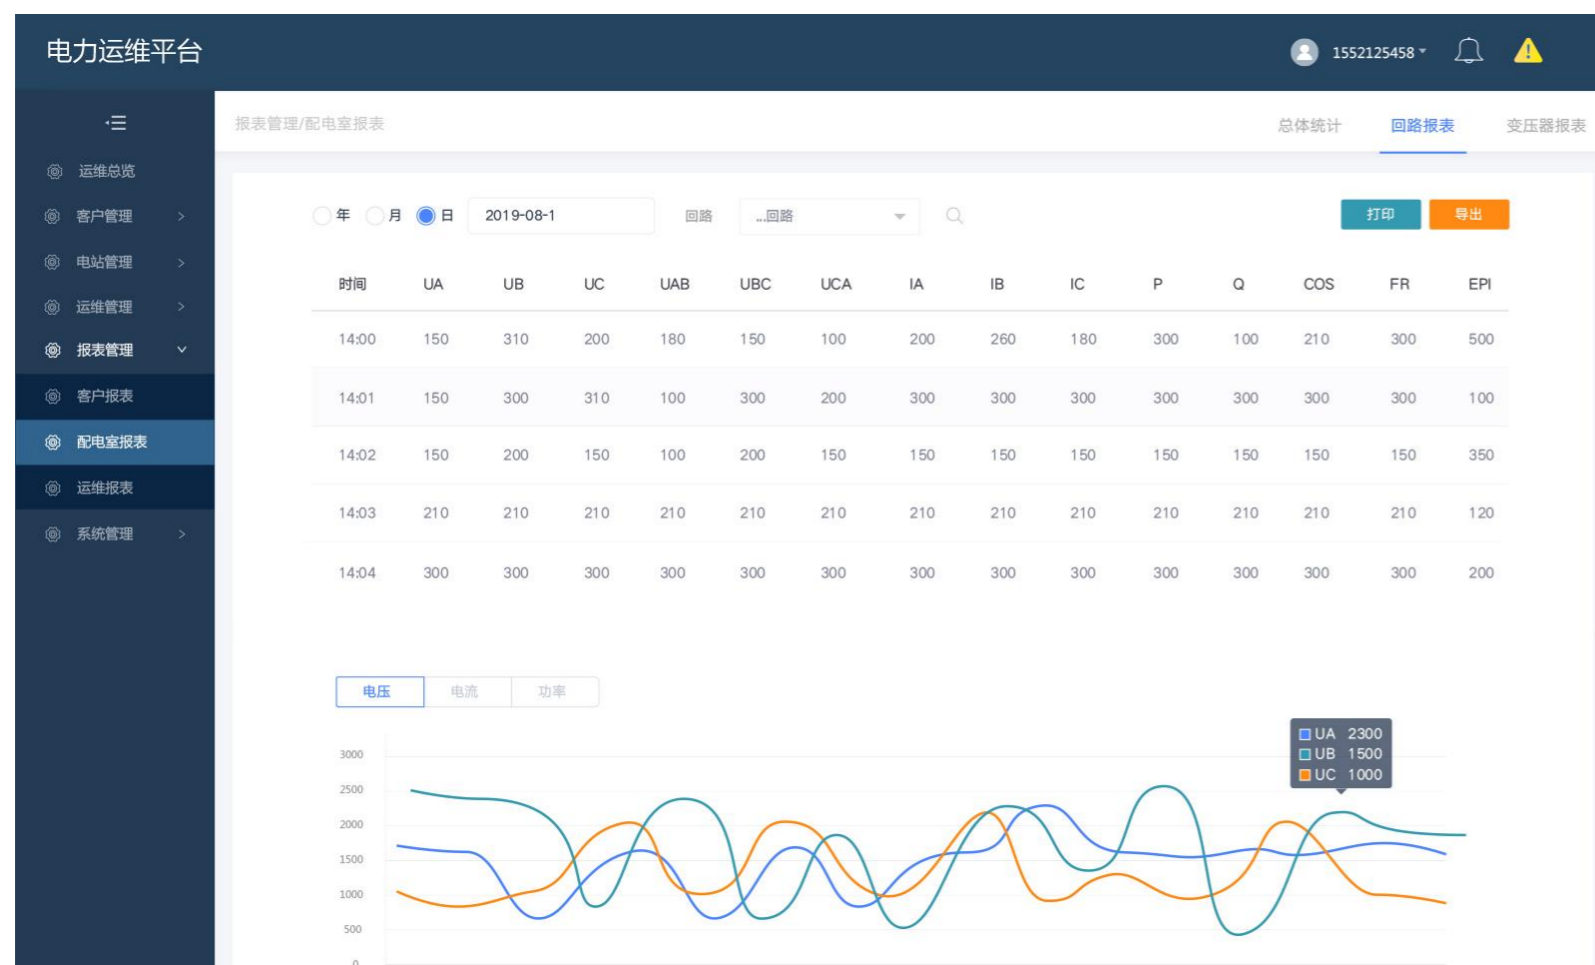 电力运维平台
1552125458
报表管理/配电室报表
总体统计 回路报表 变压器报表
运维总览
客户管理
电站管理
运维管理
报表管理
客户报表
配电室报表
运维报表
系统管理
年 月 日 2019-08-1 回路 ...回路 打印 导出
时间 UA UB UC UAB UBC UCA IA IB IC P Q COS FR EPI
14:00 150 310 200 180 150 100 200 260 180 300 100 210 300 500
14:01 150 300 310 100 300 200 300 300 300 300 300 300 300 100
14:02 150 200 150 100 200 150 150 150 150 150 150 150 150 350
14:03 210 210 210 210 210 210 210 210 210 210 210 210 210 120
14:04 300 300 300 300 300 300 300 300 300 300 300 300 300 200
电压 电流 功率
UA 2300
UB 1500
UC 1000
3000
2500
2000
1500
1000
500
0